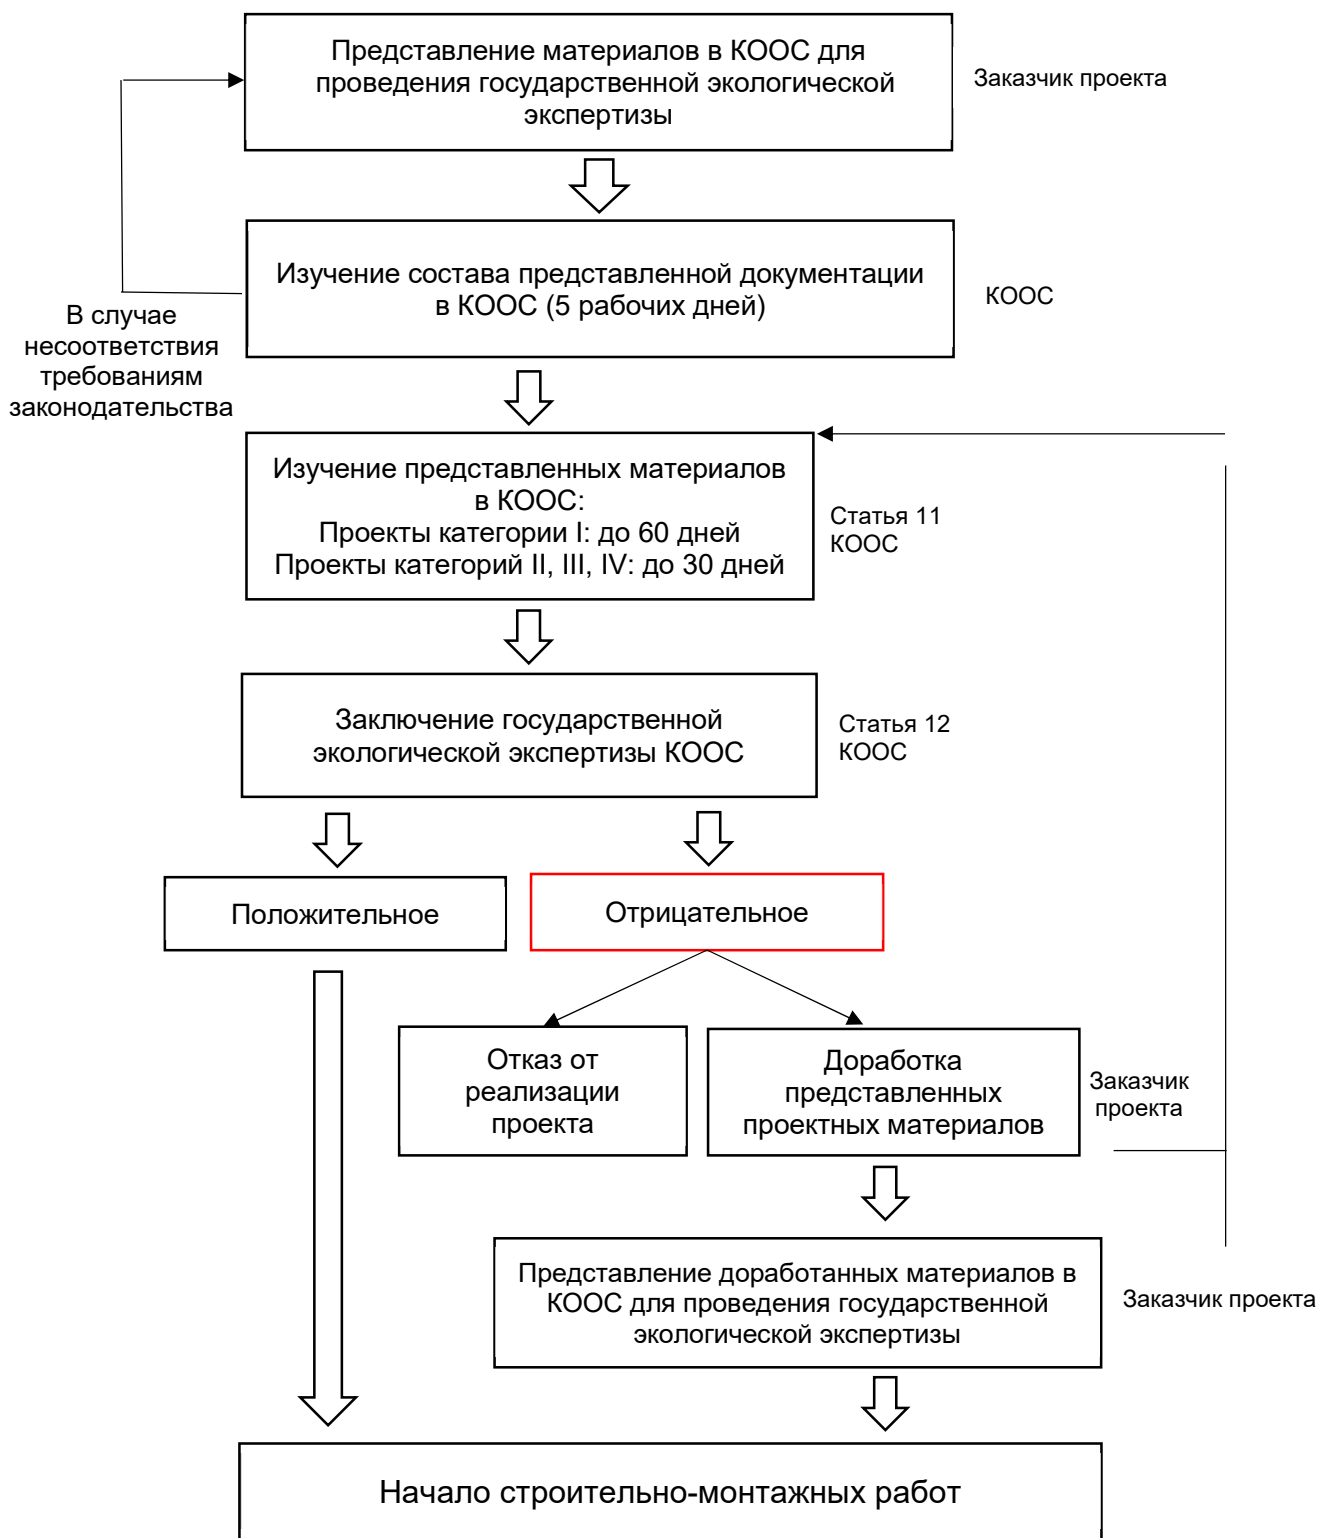 Представление материалов в КООС для
проведения государственной экологической
экспертизы
Заказчик проекта
Изучение состава представленной документации
в КООС (5 рабочих дней)
КООС
В случае
несоответствия
требованиям
законодательства
Изучение представленных материалов
в КООС:
Проекты категории I: до 60 дней
Проекты категорий II, III, IV: до 30 дней
Статья 11
КООС
Заключение государственной
экологической экспертизы КООС
Статья 12
КООС
Положительное
Отрицательное
Отказ от
реализации
проекта
Доработка
представленных
проектных материалов
Заказчик
проекта
Представление доработанных материалов в
КООС для проведения государственной
экологической экспертизы
Заказчик проекта
Начало строительно-монтажных работ